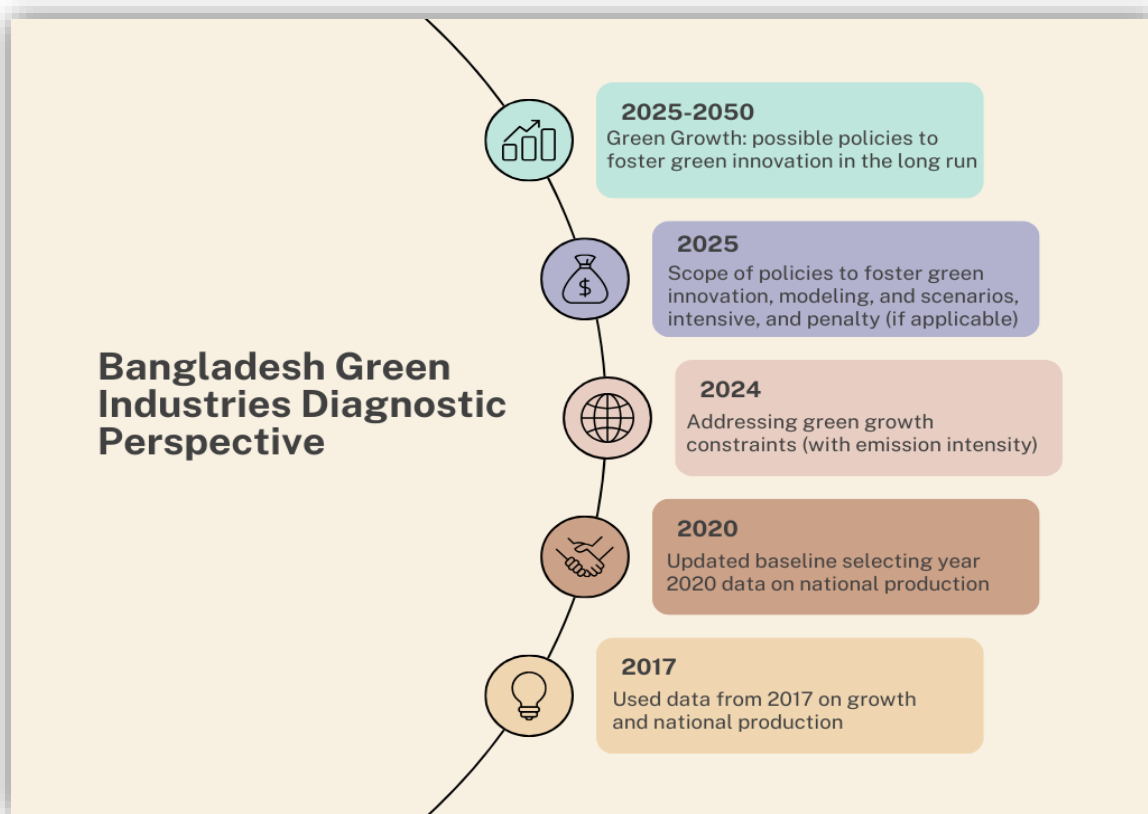 2025-2050
Green Growth: possible policies to
foster green innovation in the long run
2025
Scope of policies to foster green
innovation, modeling, and scenarios,
intensive, and penalty (if applicable)
Bangladesh Green
Industries Diagnostic
Perspective
2024
Addressing green growth
constraints (with emission intensity)
2020
Updated baseline selecting year
2020 data on national production
2017
Used data from 2017 on growth
and national production
$